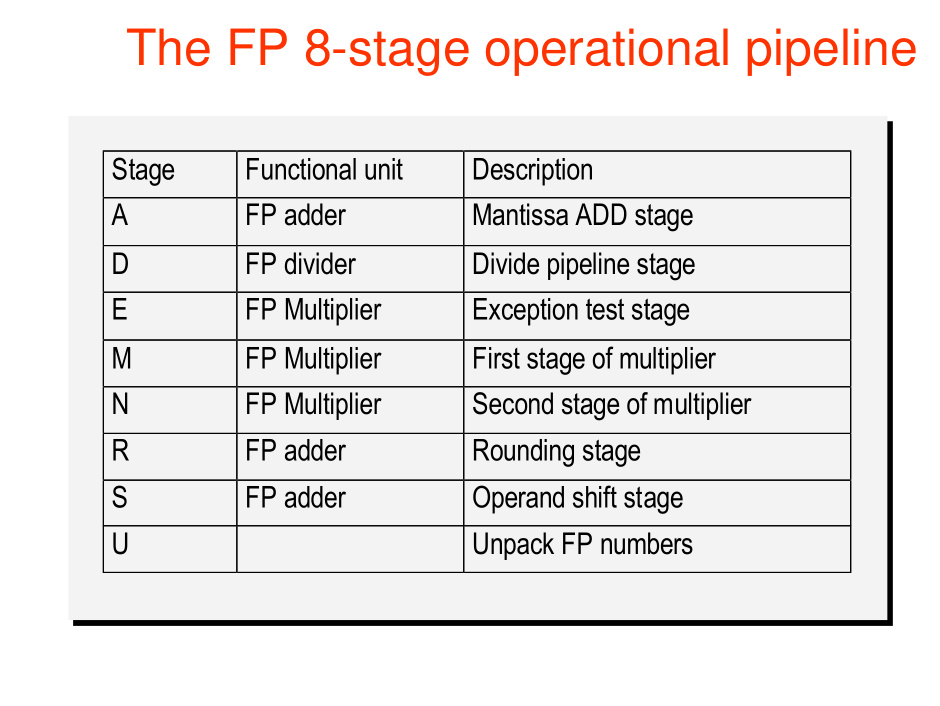 The FP 8-stage operational pipeline
Stage Functional unit Description
A FP adder Mantissa ADD stage
D FP divider Divide pipeline stage
E FP Multiplier Exception test stage
M FP Multiplier First stage of multiplier
N FP Multiplier Second stage of multiplier
R FP adder Rounding stage
S FP adder Operand shift stage
U Unpack FP numbers